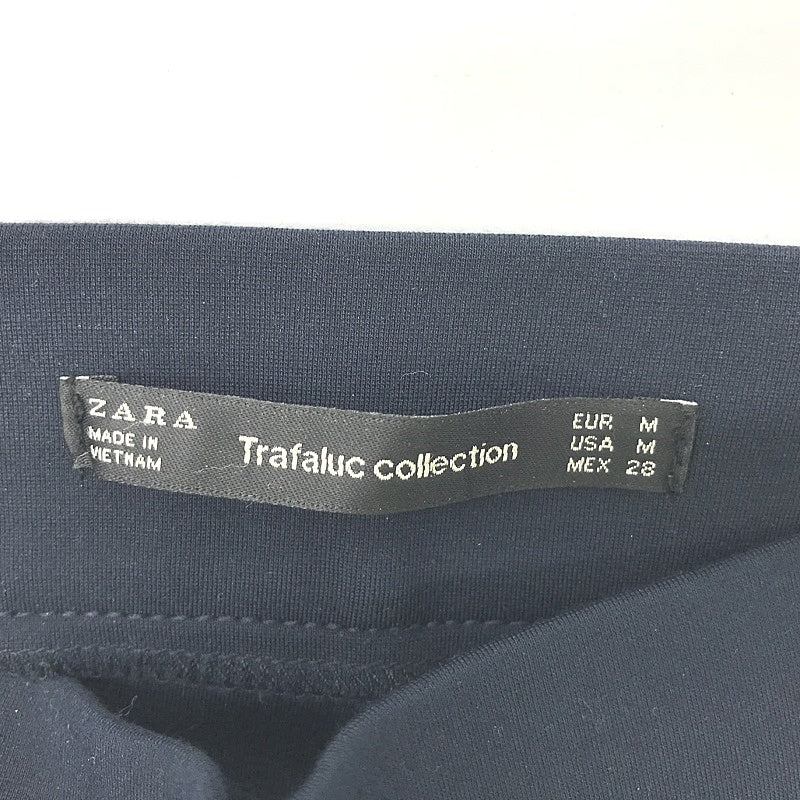 ZARA
MADE IN
VIETNAM
Trafaluc collection
EUR M
USA M
MEX 28